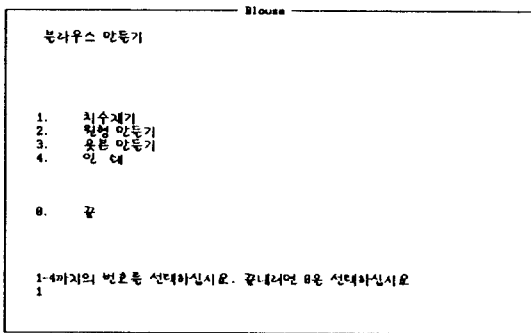 Blouse
블라우스 만들기
1. 치수재기
2. 원형 만들기
3. 옷본 만들기
4. 인 쇄
0. 끝
1-4까지의 번호를 선택하십시요. 끝내려면 0을 선택하십시요
1